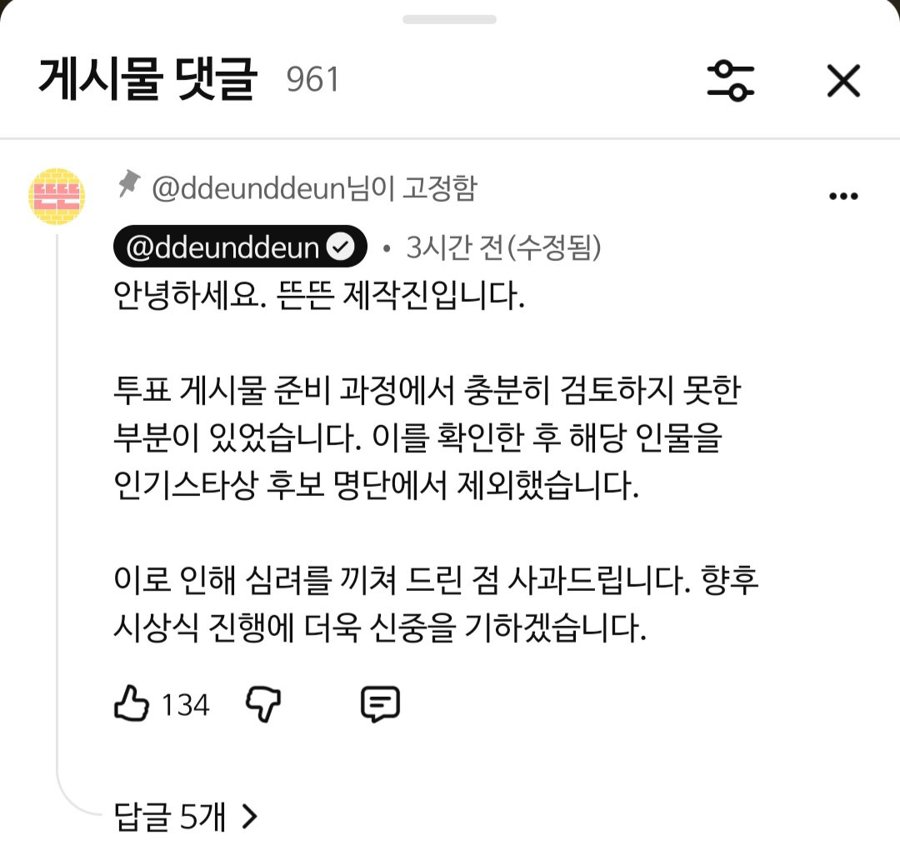 게시물 댓글 961
뜬뜬
@ddeunddeun님이 고정함
@ddeunddeun • 3시간 전(수정됨)
안녕하세요. 뜬뜬 제작진입니다.
투표 게시물 준비 과정에서 충분히 검토하지 못한
부분이 있었습니다. 이를 확인한 후 해당 인물을
인기스타상 후보 명단에서 제외했습니다.
이로 인해 심려를 끼쳐 드린 점 사과드립니다. 향후
시상식 진행에 더욱 신중을 기하겠습니다.
134
답글 5개